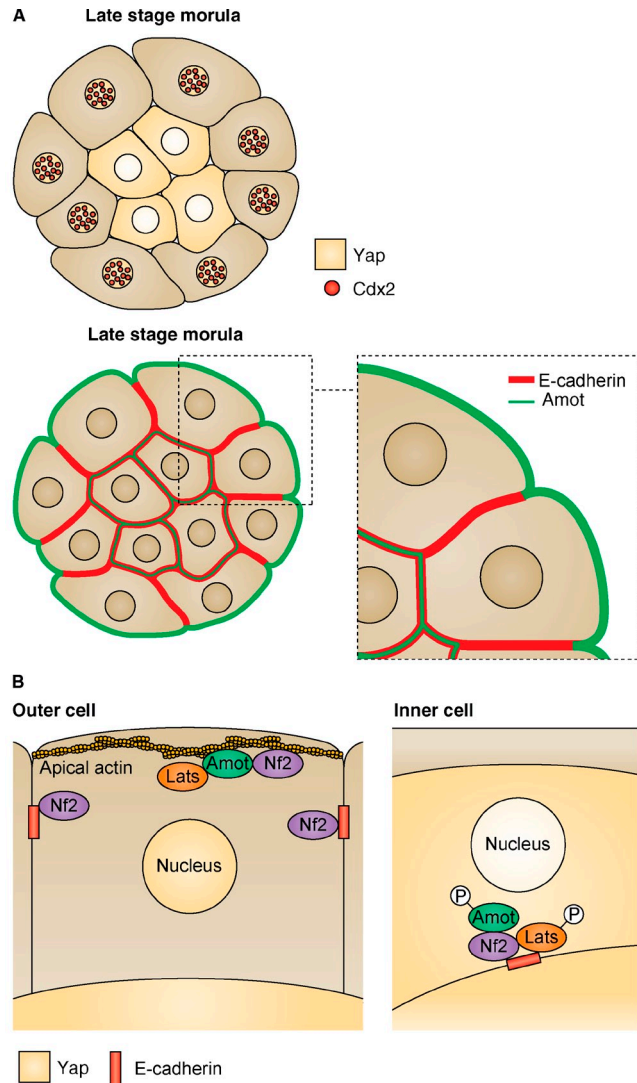 A
Late stage morula
Yap
Cdx2
Late stage morula
E-cadherin
Amot
B
Outer cell
Inner cell
Apical actin
Lats
Amot
Nf2
Nf2
Nf2
Nucleus
Nucleus
P
Amot
P
Lats
Nf2
Yap
E-cadherin